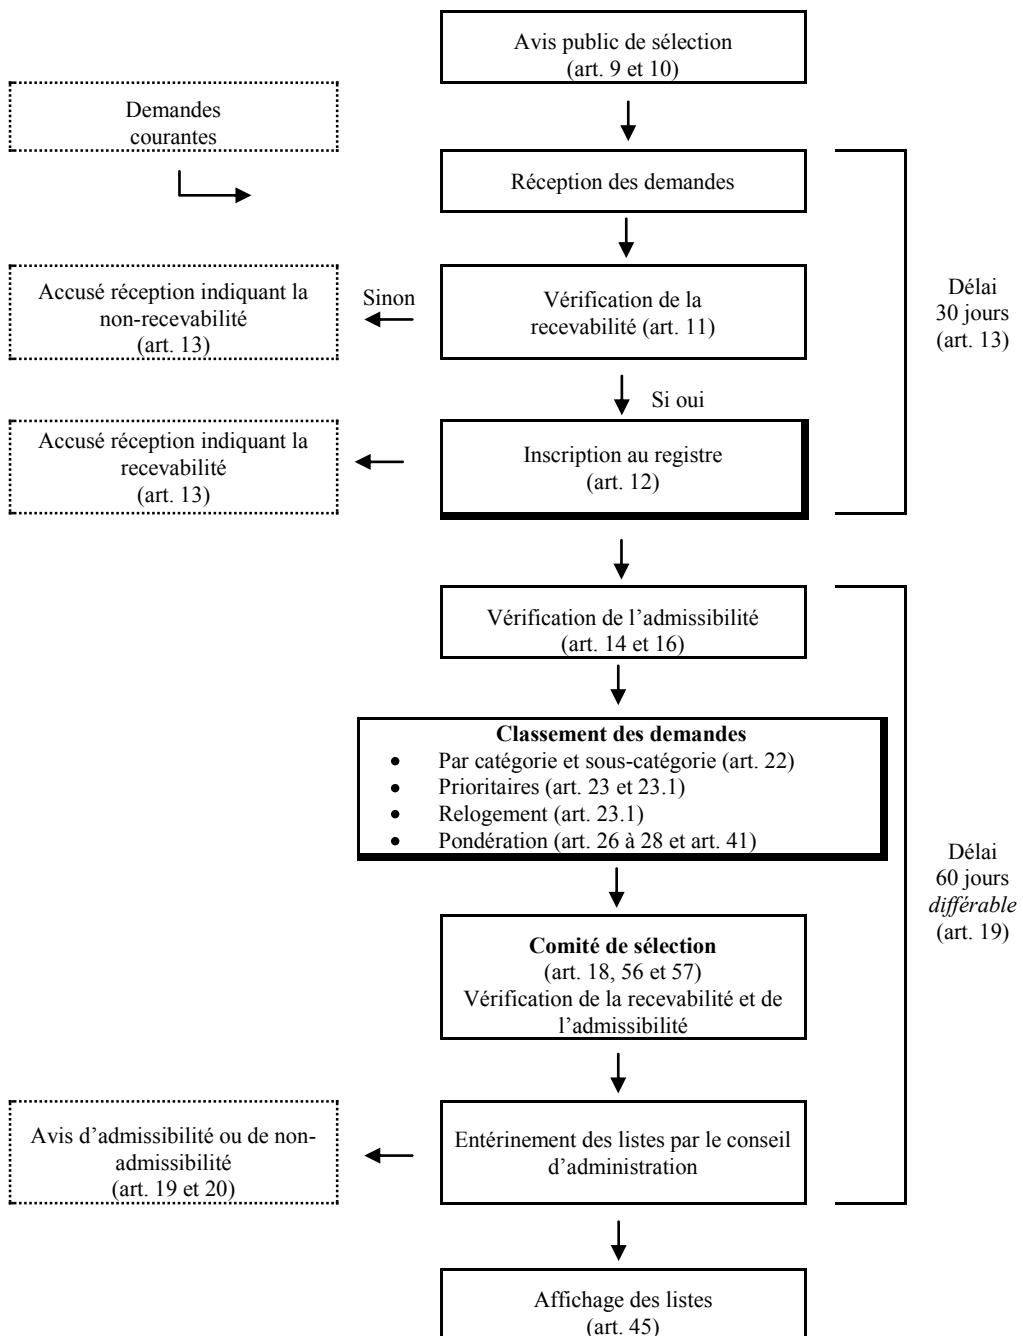 Avis public de sélection
(art. 9 et 10)
Demandes
courantes
Réception des demandes
Accusé réception indiquant la
non-recevabilité
(art. 13)
Sinon
Vérification de la
recevabilité (art. 11)
Délai
30 jours
(art. 13)
Si oui
Accusé réception indiquant la
recevabilité
(art. 13)
Inscription au registre
(art. 12)
Vérification de l’admissibilité
(art. 14 et 16)
Classement des demandes
• Par catégorie et sous-catégorie (art. 22)
• Prioritaires (art. 23 et 23.1)
• Relogement (art. 23.1)
• Pondération (art. 26 à 28 et art. 41)
Délai
60 jours
différable
(art. 19)
Comité de sélection
(art. 18, 56 et 57)
Vérification de la recevabilité et de
l’admissibilité
Avis d’admissibilité ou de non-
admissibilité
(art. 19 et 20)
Entérinement des listes par le conseil
d’administration
Affichage des listes
(art. 45)